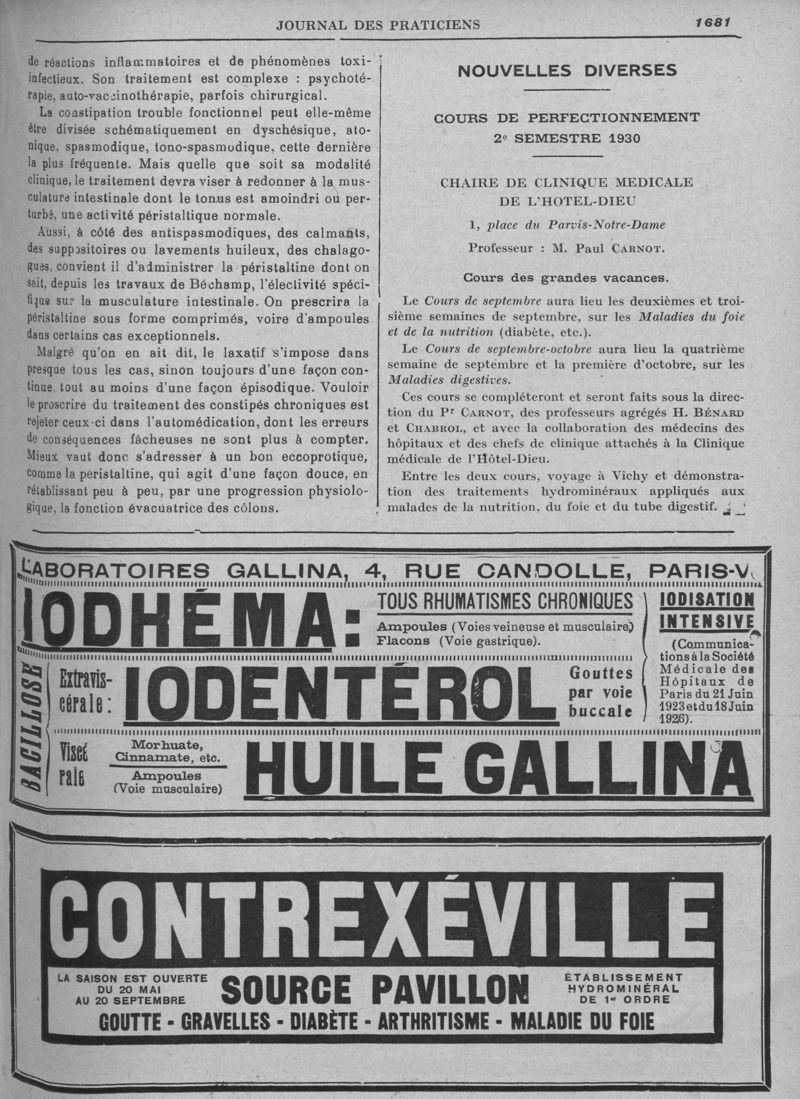 JOURNAL DES PRATICIENS
1681
de réactions inflammatoires et de phénomènes toxi-
infectieux. Son traitement est complexe : psychoté-
rapie, auto-vaccinothérapie, parfois chirurgical.
La constipation trouble fonctionnel peut elle-même
être divisée schématiquement en dyschésique, ato-
nique, spasmodique, tono-spasmodique, cette dernière
la plus fréquente. Mais quelle que soit sa modalité
clinique, le traitement devra viser à redonner à la mus-
culature intestinale dont le tonus est amoindri ou per-
turbé, une activité péristaltique normale.
Aussi, à côté des antispasmodiques, des calmants,
des suppositoires ou lavements huileux, des chalago-
gues, convient il d'administrer la péristaltine dont on
sait, depuis les travaux de Béchamp, l'électivité spéci-
fique sur la musculature intestinale. On prescrira la
péristaltine sous forme comprimés, voire d'ampoules
dans certains cas exceptionnels.
Malgré qu'on en ait dit, le laxatif s'impose dans
presque tous les cas, sinon toujours d'une façon con-
tinue, tout au moins d'une façon épisodique. Vouloir
le proscrire du traitement des constipés chroniques est
rejeter ceux-ci dans l'automédication, dont les erreurs
de conséquences fâcheuses ne sont plus à compter.
Mieux vaut donc s'adresser à un bon eccoprotique,
comme la peristaltine, qui agit d'une façon douce, en
rétablissant peu à peu, par une progression physiolo-
gique, la fonction évacuatrice des côlons.
NOUVELLES DIVERSES
COURS DE PERFECTIONNEMENT
2e SEMESTRE 1930
CHAIRE DE CLINIQUE MEDICALE
DE L'HOTEL-DIEU
1, place du Parvis-Notre-Dame
Professeur : M. Paul CARNOT.
Cours des grandes vacances.
Le Cours de septembre aura lieu les deuxièmes et troi-
sième semaines de septembre, sur les Maladies du foie
et de la nutrition (diabète, etc.).
Le Cours de septembre-octobre aura lieu la quatrième
semaine de septembre et la première d'octobre, sur les
Maladies digestives.
Ces cours se compléteront et seront faits sous la direc-
tion du Pr CARNOT, des professeurs agrégés H. BÉNARD
et CHABROL, et avec la collaboration des médecins des
hôpitaux et des chefs de clinique attachés à la Clinique
médicale de l'Hôtel-Dieu.
Entre les deux cours, voyage à Vichy et démonstra-
tion des traitements hydrominéraux appliqués aux
malades de la nutrition, du foie et du tube digestif.
LABORATOIRES GALLINA, 4, RUE CANDOLLE, PARIS-V
IODHÉMA:
TOUS RHUMATISMES CHRONIQUES
Ampoules (Voies veineuse et musculaire)
Flacons (Voie gastrique).
IODISATION
INTENSIVE
(Communica-
tions à la Société
Médicale des
Hôpitaux de
Paris du 21 Juin
1923 et du 18 Juin
1926).
BACILLOSE
Extravis-
cérale:
IODENTÉROL
Gouttes
par voie
buccale
Viscé
rale
Morhuate,
Cinnamate, etc.
Ampoules
(Voie musculaire)
HUILE GALLINA
CONTREXÉVILLE
LA SAISON EST OUVERTE
DU 20 MAI
AU 20 SEPTEMBRE
SOURCE PAVILLON
ÉTABLISSEMENT
HYDROMINÉRAL
DE 1er ORDRE
GOUTTE - GRAVELLES - DIABÈTE - ARTHRITISME - MALADIE DU FOIE